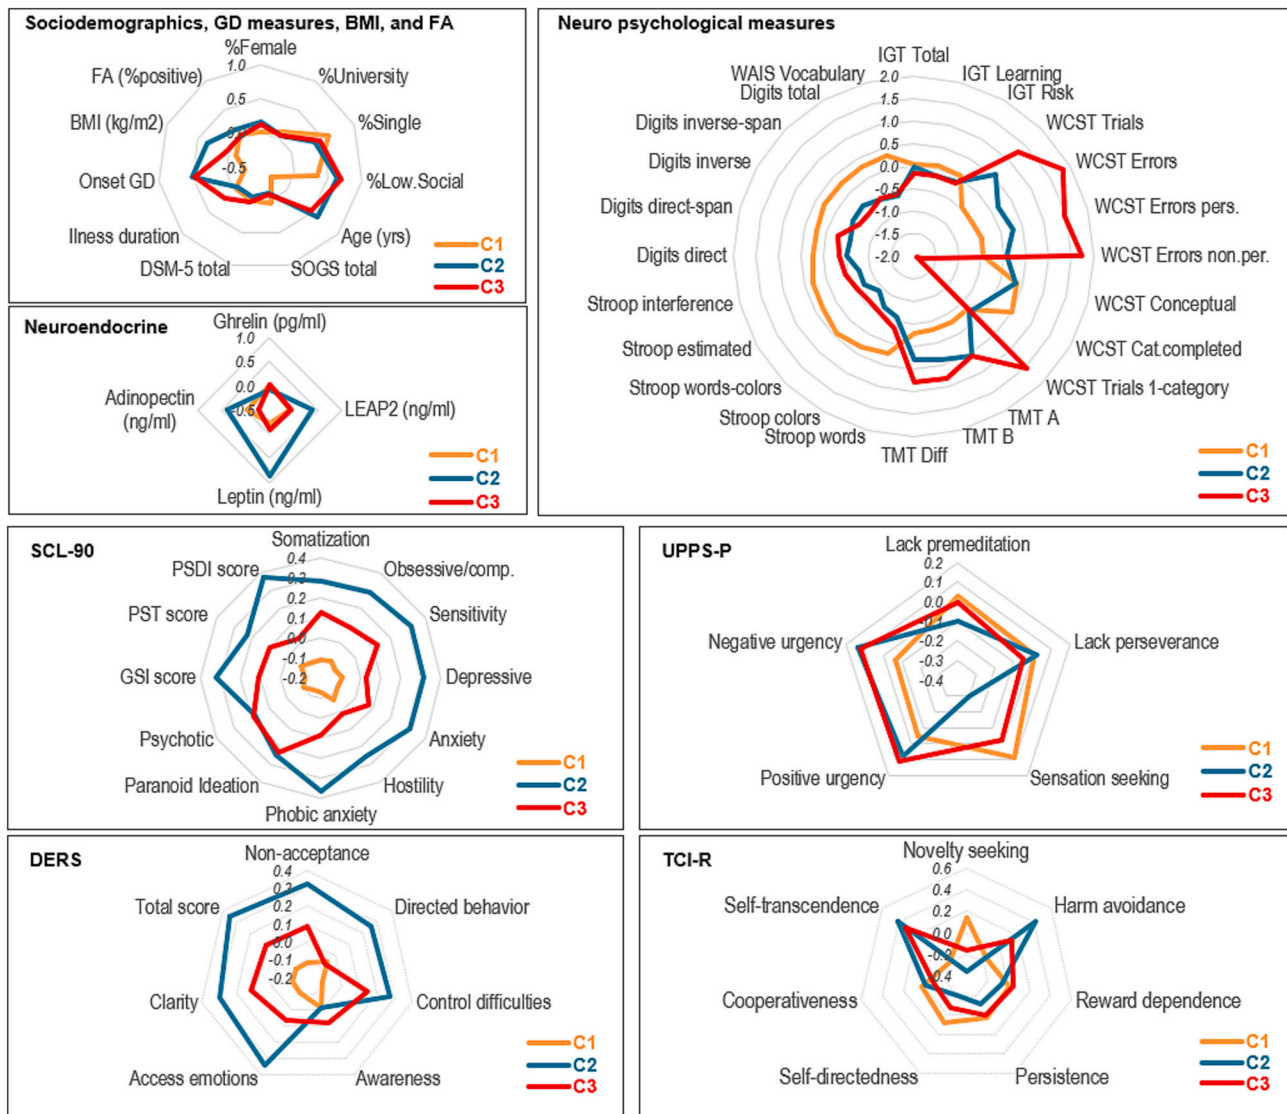 Sociodemographics, GD measures, BMI, and FA
%Female
%University
%Single
%Low.Social
Age (yrs)
SOGS total
DSM-5 total
Ilness duration
Onset GD
BMI (kg/m2)
FA (%positive)
1.0
0.5
-0.5
C1
C2
C3
Neuro psychological measures
IGT Total
IGT Learning
IGT Risk
WCST Trials
WCST Errors
WCST Errors pers.
WCST Errors non.per.
WCST Conceptual
WCST Cat.completed
WCST Trials 1-category
TMT A
TMT B
TMT Diff
Stroop words
Stroop colors
Stroop words-colors
Stroop estimated
Stroop interference
Digits direct
Digits direct-span
Digits inverse
Digits inverse-span
Digits total
WAIS Vocabulary
2.0
1.5
1.0
0.5
0.0
-0.5
-1.0
-1.5
-2.0
C1
C2
C3
Neuroendocrine
Ghrelin (pg/ml)
LEAP2 (ng/ml)
Leptin (ng/ml)
Adinopectin
(ng/ml)
1.0
0.5
0.0
-0.5
C1
C2
C3
SCL-90
Somatization
Obsessive/comp.
Sensitivity
Depressive
Anxiety
Hostility
Phobic anxiety
Paranoid Ideation
Psychotic
GSI score
PST score
PSDI score
0.4
0.3
0.2
0.1
0.0
-0.1
-0.2
C1
C2
C3
UPPS-P
Lack premeditation
Lack perseverance
Sensation seeking
Positive urgency
Negative urgency
0.2
0.1
0.0
-0.1
-0.2
-0.3
-0.4
C1
C2
C3
DERS
Non-acceptance
Directed behavior
Control difficulties
Awareness
Access emotions
Clarity
Total score
0.4
0.3
0.2
0.1
0.0
-0.1
-0.2
C1
C2
C3
TCI-R
Novelty seeking
Harm avoidance
Reward dependence
Persistence
Self-directedness
Cooperativeness
Self-transcendence
0.6
0.4
0.2
0.0
-0.2
-0.4
C1
C2
C3